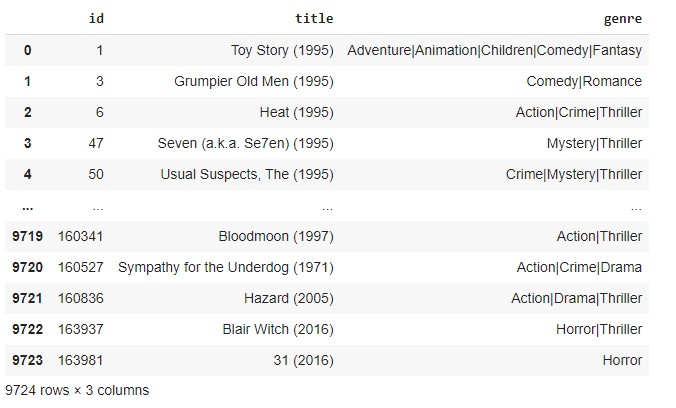 id title genre
0 1 Toy Story (1995) Adventure|Animation|Children|Comedy|Fantasy
1 3 Grumpier Old Men (1995) Comedy|Romance
2 6 Heat (1995) Action|Crime|Thriller
3 47 Seven (a.k.a. Se7en) (1995) Mystery|Thriller
4 50 Usual Suspects, The (1995) Crime|Mystery|Thriller
... ... ... ...
9719 160341 Bloodmoon (1997) Action|Thriller
9720 160527 Sympathy for the Underdog (1971) Action|Crime|Drama
9721 160836 Hazard (2005) Action|Drama|Thriller
9722 163937 Blair Witch (2016) Horror|Thriller
9723 163981 31 (2016) Horror
9724 rows × 3 columns